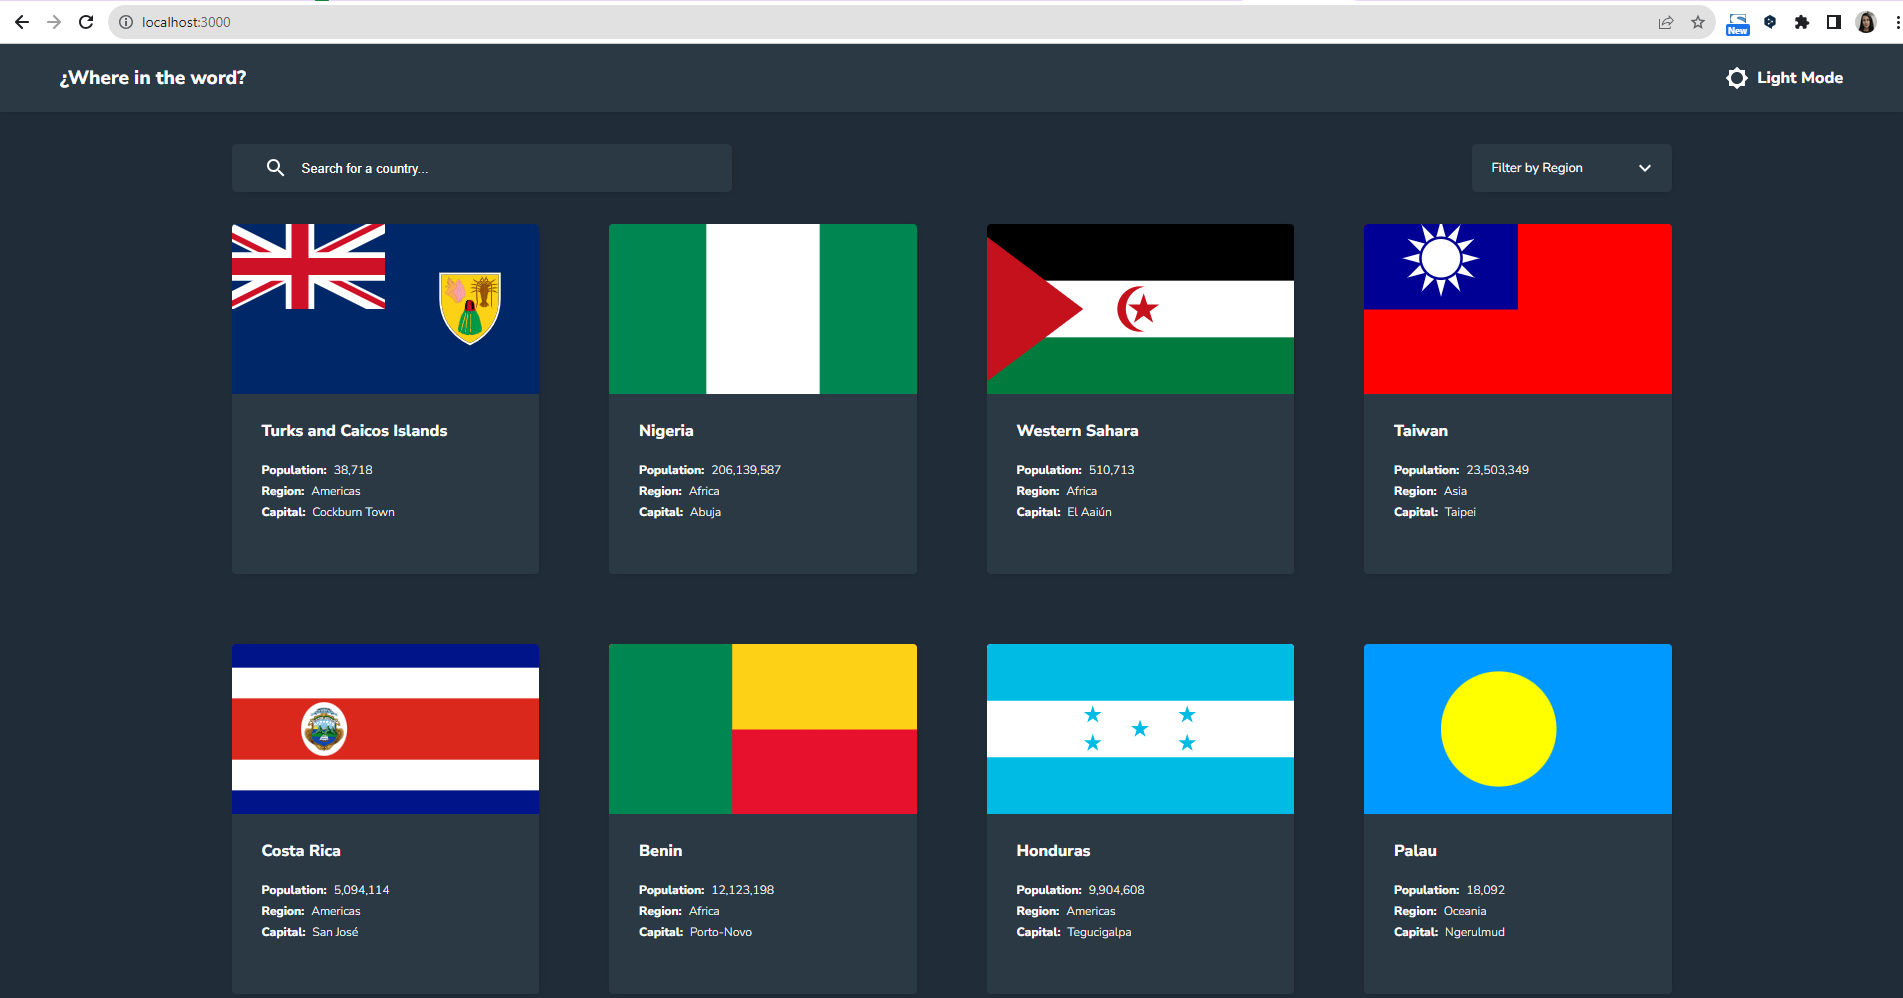 localhost:3000
New
¿Where in the word?
Light Mode
Search for a country...
Filter by Region
Turks and Caicos Islands
Population: 38,718
Region: Americas
Capital: Cockburn Town
Nigeria
Population: 206,139,587
Region: Africa
Capital: Abuja
Western Sahara
Population: 510,713
Region: Africa
Capital: El Aaiún
Taiwan
Population: 23,503,349
Region: Asia
Capital: Taipei
Costa Rica
Population: 5,094,114
Region: Americas
Capital: San José
Benin
Population: 12,123,198
Region: Africa
Capital: Porto-Novo
Honduras
Population: 9,904,608
Region: Americas
Capital: Tegucigalpa
Palau
Population: 18,092
Region: Oceania
Capital: Ngerulmud